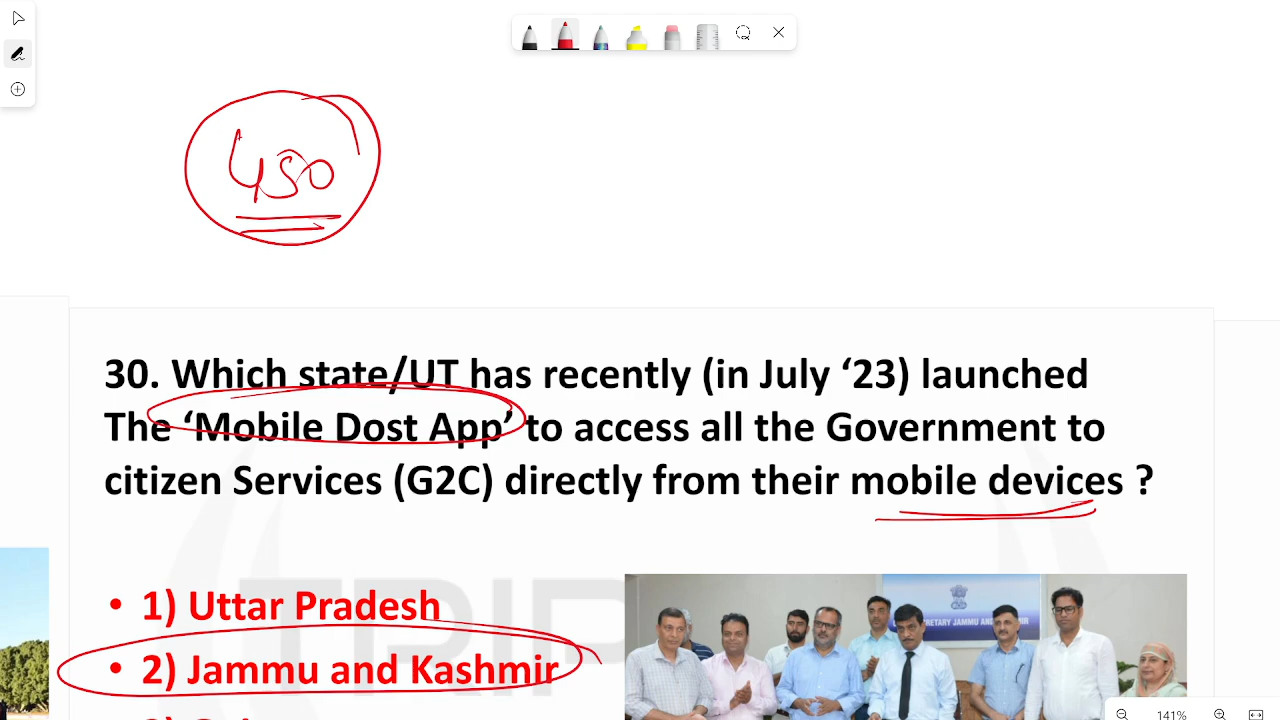 450
30. Which state/UT has recently (in July ‘23) launched
The ‘Mobile Dost App’ to access all the Government to
citizen Services (G2C) directly from their mobile devices ?
• 1) Uttar Pradesh
• 2) Jammu and Kashmir
141%